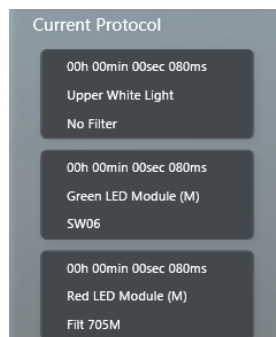 Current Protocol
00h 00min 00sec 080ms
Upper White Light
No Filter
00h 00min 00sec 080ms
Green LED Module (M)
SW06
00h 00min 00sec 080ms
Red LED Module (M)
Filt 705M